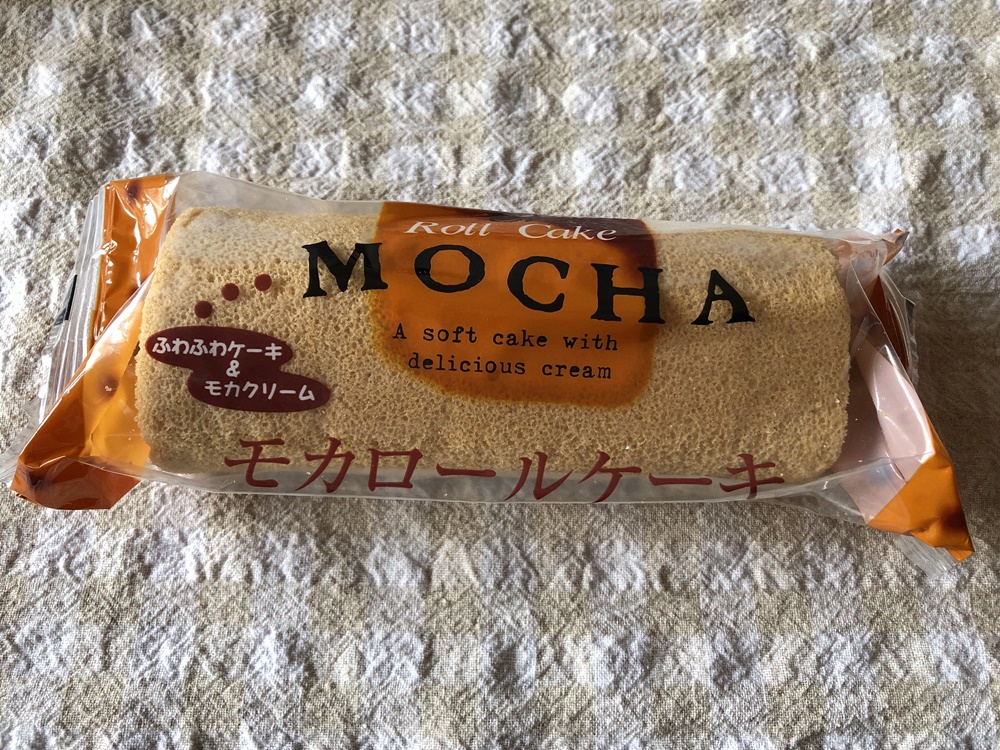 Roll Cake
MOCHA
A soft cake with
delicious cream
ふわふわケーキ
&
モカクリーム
モカロールケーキ